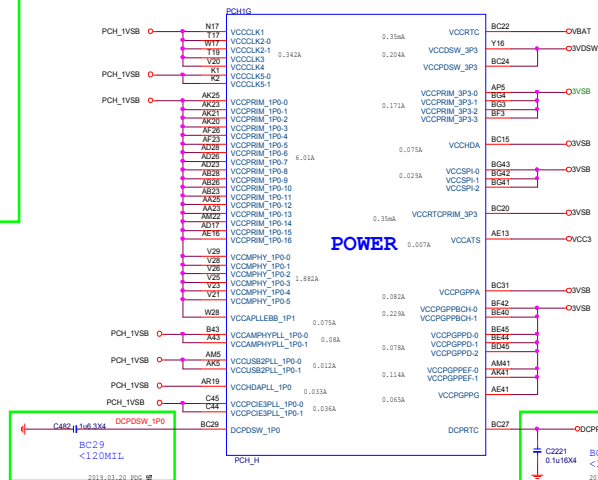 PCH1G
PCH_1VSB N17 VCCCLK1
T17 VCCCLK2-0
W17 VCCCLK2-1 0.342A
T19 VCCCLK3
V20 VCCCLK4
PCH_1VSB K1 VCCCLK5-0
K2 VCCCLK5-1
PCH_1VSB AK25 VCCPRIM_1P0-0
AK23 VCCPRIM_1P0-1
AK21 VCCPRIM_1P0-2
AK20 VCCPRIM_1P0-3
AF26 VCCPRIM_1P0-4
AF23 VCCPRIM_1P0-5
AD28 VCCPRIM_1P0-6
AD26 VCCPRIM_1P0-7 6.01A
AD23 VCCPRIM_1P0-8
AB28 VCCPRIM_1P0-9
AB26 VCCPRIM_1P0-10
AB23 VCCPRIM_1P0-11
AA25 VCCPRIM_1P0-12
AA23 VCCPRIM_1P0-13
AM22 VCCPRIM_1P0-14
AD17 VCCPRIM_1P0-15
AE16 VCCPRIM_1P0-16
V29 VCCMPHY_1P0-0
V28 VCCMPHY_1P0-1
V26 VCCMPHY_1P0-2
V25 VCCMPHY_1P0-3 1.882A
V23 VCCMPHY_1P0-4
V21 VCCMPHY_1P0-5
W28 VCCAPLLEBB_1P1
0.075A
PCH_1VSB B43 VCCAMPHYPLL_1P0-0
A43 VCCAMPHYPLL_1P0-1 0.08A
PCH_1VSB AM5 VCCUSB2PLL_1P0-0
AK5 VCCUSB2PLL_1P0-1 0.012A
PCH_1VSB AR19 VCCHDAPLL_1P0
0.033A
PCH_1VSB C45 VCCPCIE3PLL_1P0-0
C44 VCCPCIE3PLL_1P0-1 0.036A
C482 1u6.3X4 DCPDSW_1P0 BC29 DCPDSW_1P0
BC29
<120MIL
2019.03.20 PDG
PCH_H
POWER
0.35mA VCCRTC BC22 VBAT
0.204A VCCDSW_3P3 Y16 3VDSW
VCCPDSW_3P3 BC24
VCCPRIM_3P3-0 AP5 3VSB
0.171A VCCPRIM_3P3-1 BG4
VCCPRIM_3P3-2 BG3
VCCPRIM_3P3-3 BF3
0.075A VCCHDA BC15 3VSB
VCCSPI-0 BG43 3VSB
0.029A VCCSPI-1 BG42
VCCSPI-2 BG41
0.35mA VCCRTCPRIM_3P3 BC20 3VSB
0.007A VCCATS AE13 VCC3
0.082A VCCPGPPA BC31 3VSB
0.229A VCCPGPPBCH-0 BF42 3VSB
VCCPGPPBCH-1 BE40
VCCPGPPD-0 BE45
0.078A VCCPGPPD-1 BE44
VCCPGPPD-2 BD45
0.114A VCCPGPPEF-0 AM41
VCCPGPPEF-1 AK41
0.065A VCCPGPPG AE41
DCPRTC BC27
C2221
0.1u16X4